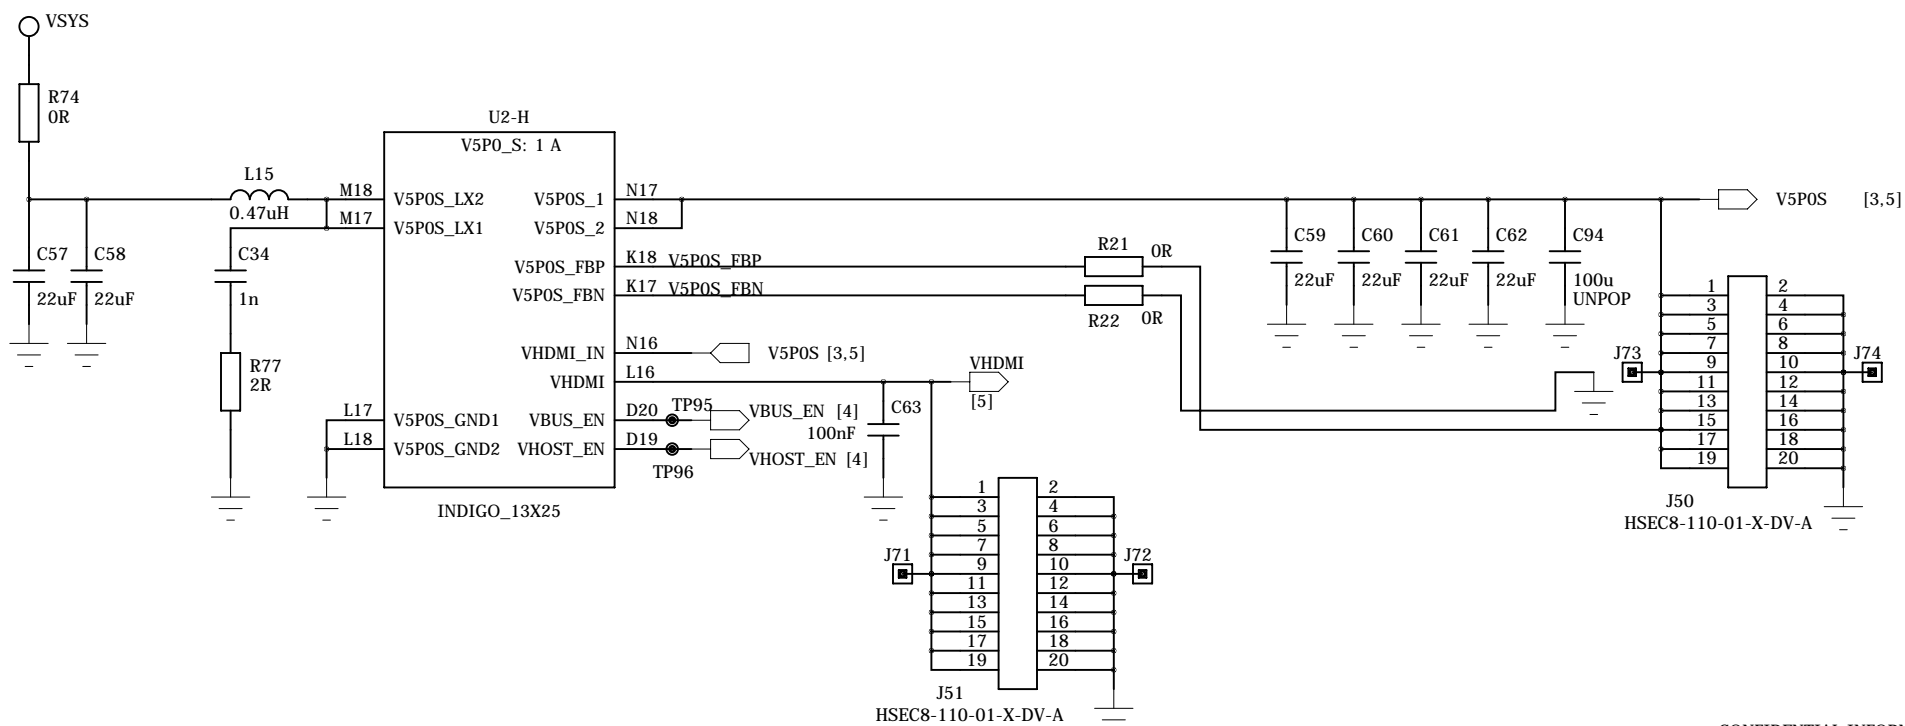 VSYS
R74
0R
U2-H
V5P0_S: 1 A
L15
0.47uH
M18
M17
V5P0S_LX2
V5P0S_LX1
V5P0S_1
V5P0S_2
N17
N18
V5P0S [3,5]
C57
22uF
C58
22uF
C34
1n
R77
2R
V5P0S_FBP
V5P0S_FBN
K18 V5P0S_FBP
K17 V5P0S_FBN
R21
0R
R22
0R
C59
22uF
C60
22uF
C61
22uF
C62
22uF
C94
100u
UNPOP
VHDMI_IN
N16
V5P0S [3,5]
VHDMI
L16
VHDMI
[5]
C63
100nF
L17
L18
V5P0S_GND1
V5P0S_GND2
VBUS_EN
VHOST_EN
D20
D19
TP95
TP96
VBUS_EN [4]
VHOST_EN [4]
INDIGO_13X25
J73
1 2
3 4
5 6
7 8
9 10
11 12
13 14
15 16
17 18
19 20
J74
J50
HSEC8-110-01-X-DV-A
J71
1 2
3 4
5 6
7 8
9 10
11 12
13 14
15 16
17 18
19 20
J72
J51
HSEC8-110-01-X-DV-A